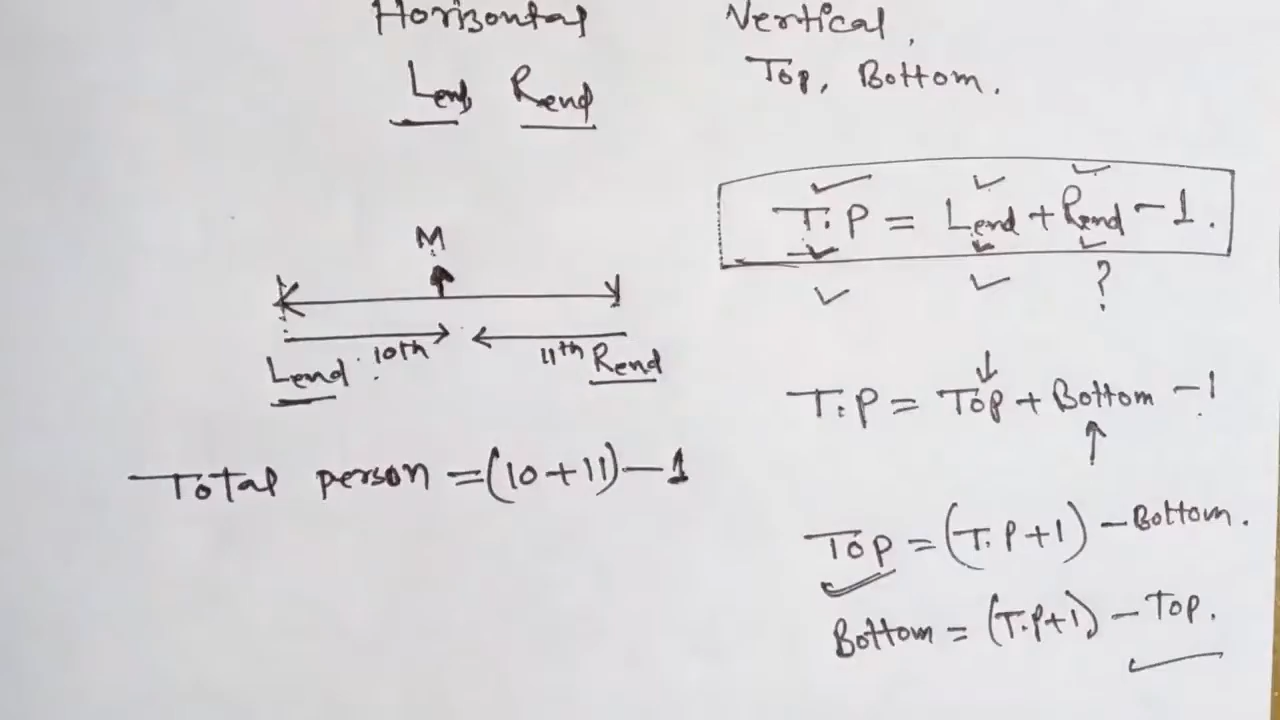 Horizontal
Lend Rend
M
10th
11th
Lend
Rend
Total person = (10 + 11) - 1
Vertical.
Top, Bottom.
T.P = Lend + Rend - 1.
?
T.P = Top + Bottom - 1
Top = (T.P + 1) - Bottom.
Bottom = (T.P+1) - Top.